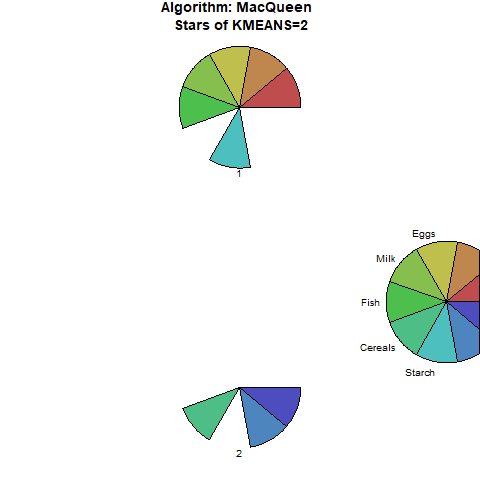 Algorithm: MacQueen
Stars of KMEANS=2
1
Eggs
Milk
Fish
Cereals
Starch
2